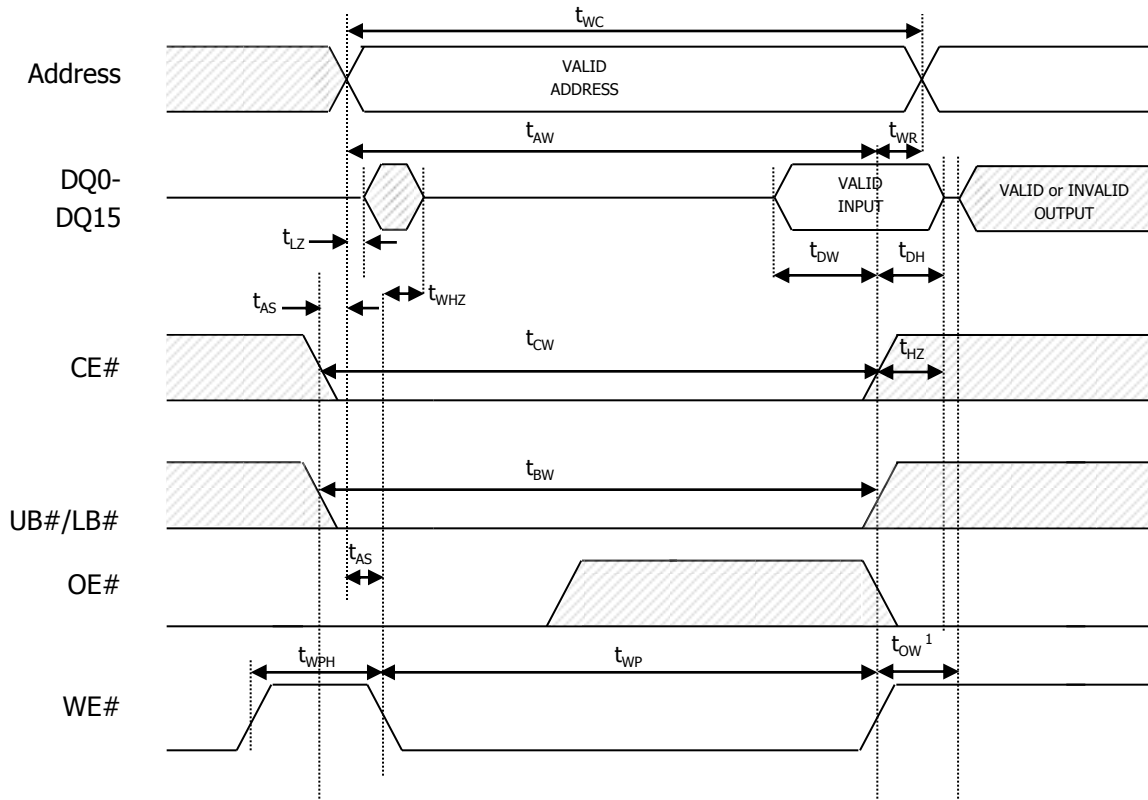 tWC
Address
VALID
ADDRESS
tAW
tWR
DQ0-
DQ15
VALID
INPUT
VALID or INVALID
OUTPUT
tLZ
tDW
tDH
tAS
tWHZ
CE#
tCW
tHZ
UB#/LB#
tBW
OE#
tAS
WE#
tWPH
tWP
tOW 1